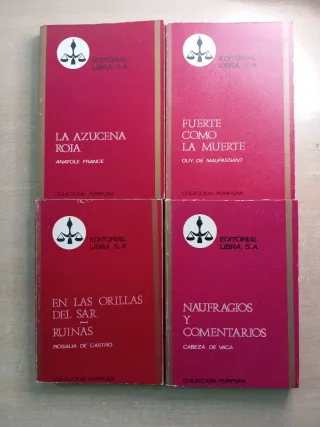 EDITORIAL
LIBRA, S.A.
LA AZUCENA
ROJA
ANATOLE FRANCE
COLECCION PURPURA
EDITORIAL
LIBRA, S.A.
FUERTE
COMO
LA MUERTE
GUY DE MAUPASSANT
COLECCION PURPURA
EDITORIAL
LIBRA, S.A.
EN LAS ORILLAS
DEL SAR
RUINAS
ROSALIA DE CASTRO
COLECCION PURPURA
EDITORIAL
LIBRA, S.A.
NAUFRAGIOS
Y
COMENTARIOS
CABEZA DE VACA
COLECCION PURPURA